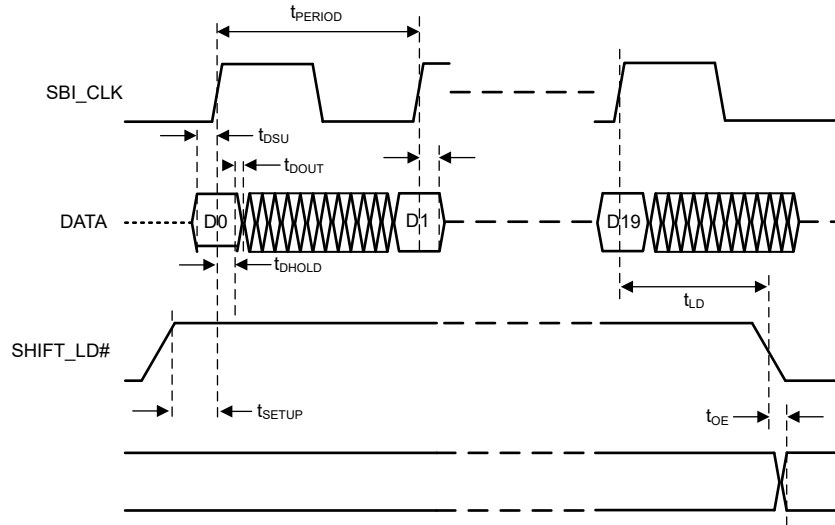 tPERIOD
SBI_CLK
tDSU
tDOUT
DATA
D0
D1
D19
tDHOLD
tLD
SHIFT_LD#
tSETUP
tOE